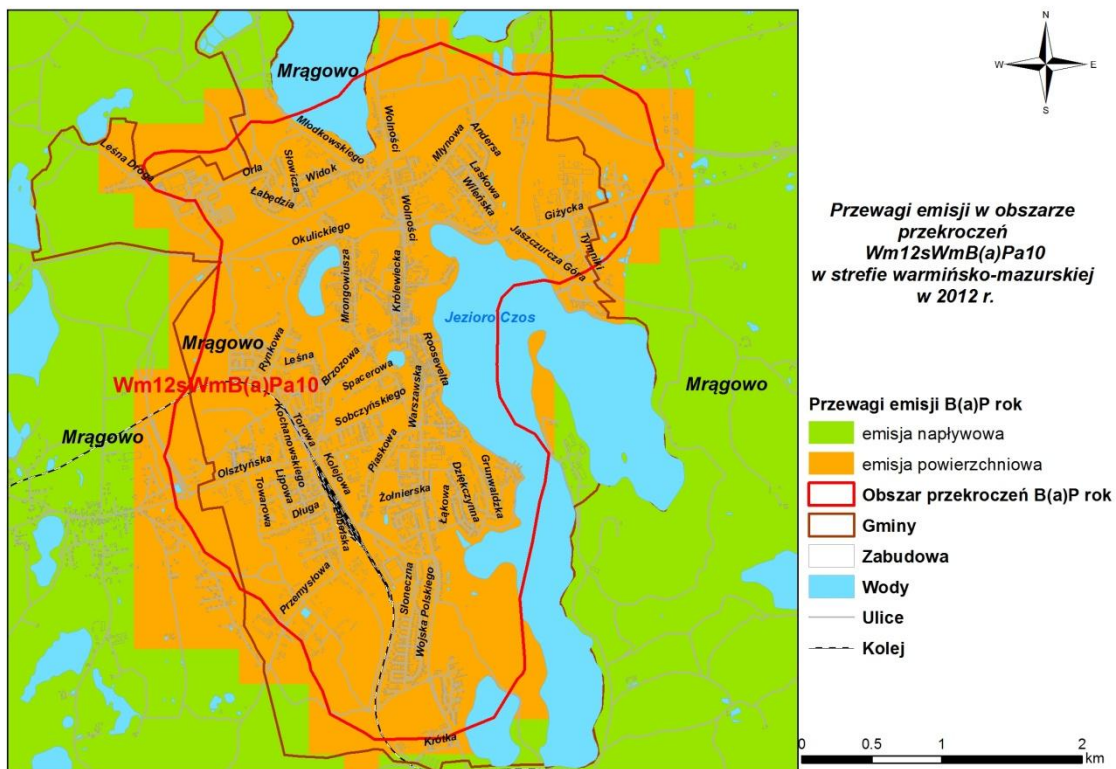 Mrągowo
Leśna Droga
Młodkowskiego
Wolności
Orla
Słowicza
Widok
Łabędzia
Młynowa
Andersa
Laskowa
Wileńska
Giżycka
Tymniki
Jaszczurcza Góra
Okulickiego
Wolności
Mrongowiusza
Królewiecka
Jezioro Czos
Mrągowo
Rynkowa
Leśna
Brzozowa
Spacerowa
Roosevelta
Warszawska
Wm12sWmB(a)Pa10
Sobczyńskiego
Mrągowo
Mrągowo
Kochanowskiego
Torowa
Kolejowa
Piaskowa
Olsztyńska
Lipowa
Towarowa
Długa
Lubelska
Żołnierska
Łąkowa
Dziękczynna
Grunwaldzka
Przemysłowa
Słoneczna
Wojska Polskiego
Krótka
N
W
E
S
Przewagi emisji w obszarze
przekroczeń
Wm12sWmB(a)Pa10
w strefie warmińsko-mazurskiej
w 2012 r.
Przewagi emisji B(a)P rok
emisja napływowa
emisja powierzchniowa
Obszar przekroczeń B(a)P rok
Gminy
Zabudowa
Wody
Ulice
Kolej
0 0.5 1 2
km